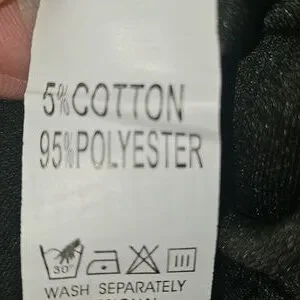 5%COTTON
95%POLYESTER
30°
WASH SEPARATELY